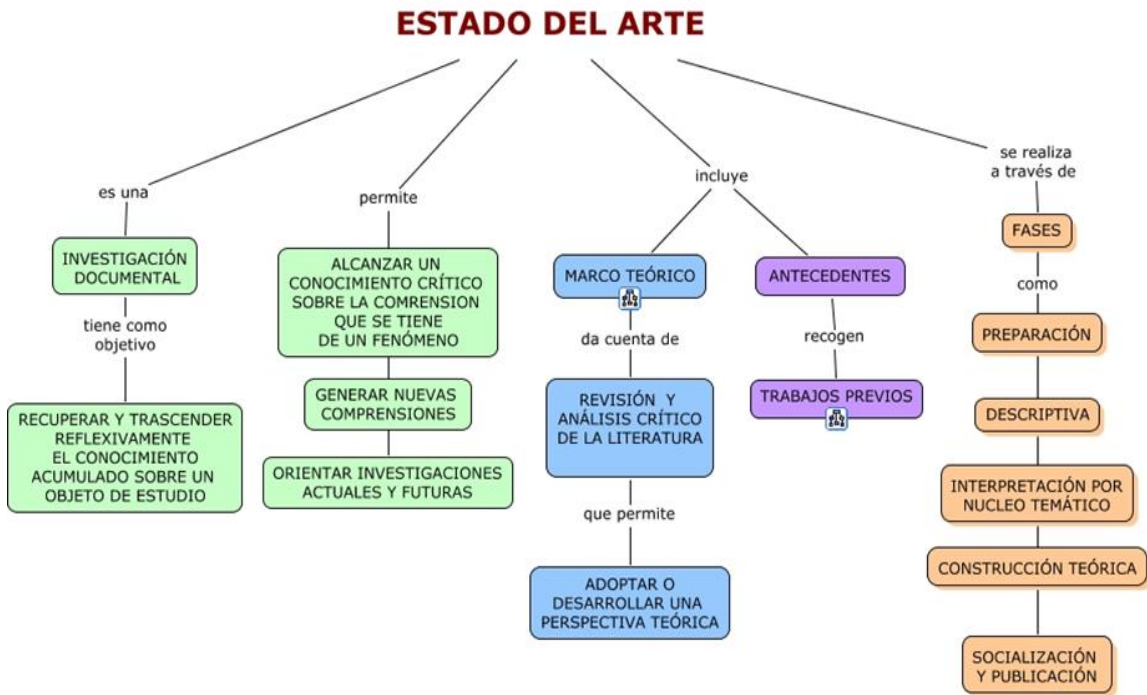 ESTADO DEL ARTE
es una
INVESTIGACIÓN
DOCUMENTAL
tiene como
objetivo
RECUPERAR Y TRASCENDER
REFLEXIVAMENTE
EL CONOCIMIENTO
ACUMULADO SOBRE UN
OBJETO DE ESTUDIO
permite
ALCANZAR UN
CONOCIMIENTO CRÍTICO
SOBRE LA COMRENSION
QUE SE TIENE
DE UN FENÓMENO
GENERAR NUEVAS
COMPRENSIONES
ORIENTAR INVESTIGACIONES
ACTUALES Y FUTURAS
incluye
MARCO TEÓRICO
da cuenta de
REVISIÓN Y
ANÁLISIS CRÍTICO
DE LA LITERATURA
que permite
ADOPTAR O
DESARROLLAR UNA
PERSPECTIVA TEÓRICA
ANTECEDENTES
recogen
TRABAJOS PREVIOS
se realiza
a través de
FASES
como
PREPARACIÓN
DESCRIPTIVA
INTERPRETACIÓN POR
NUCLEO TEMÁTICO
CONSTRUCCIÓN TEÓRICA
SOCIALIZACIÓN
Y PUBLICACIÓN